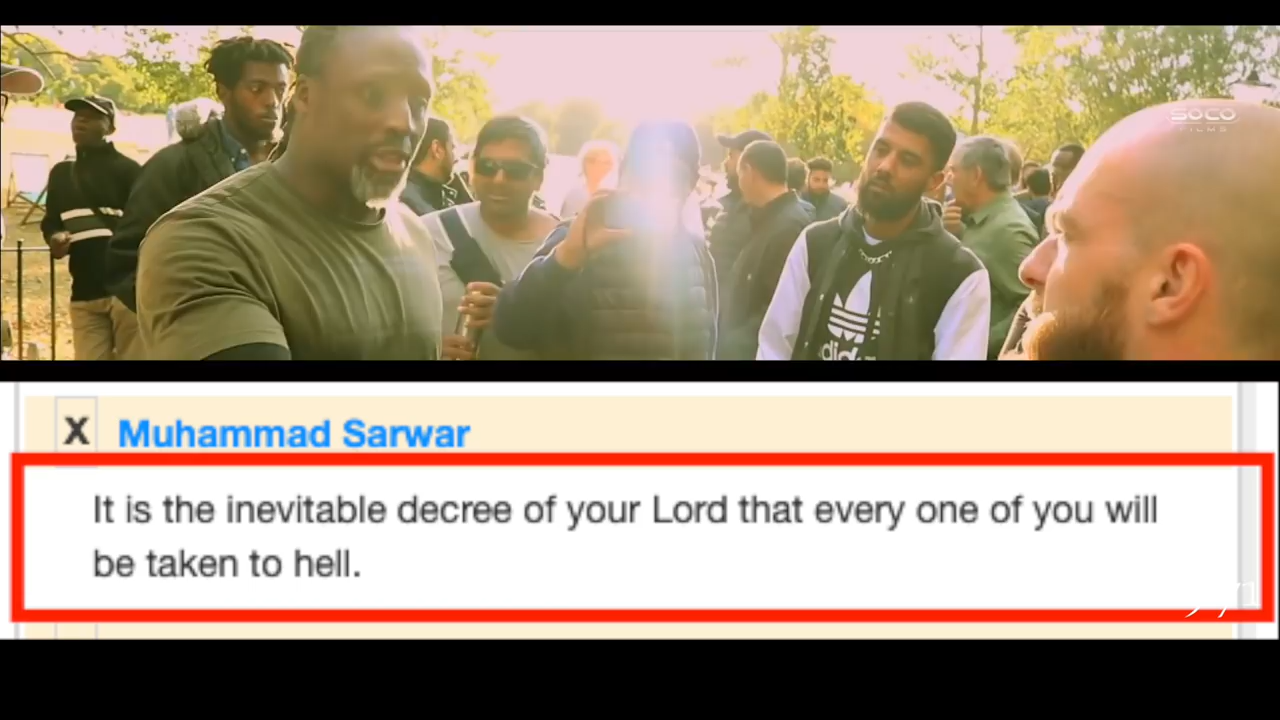 SOCO
FILMS
adidas
X Muhammad Sarwar
It is the inevitable decree of your Lord that every one of you will
be taken to hell.